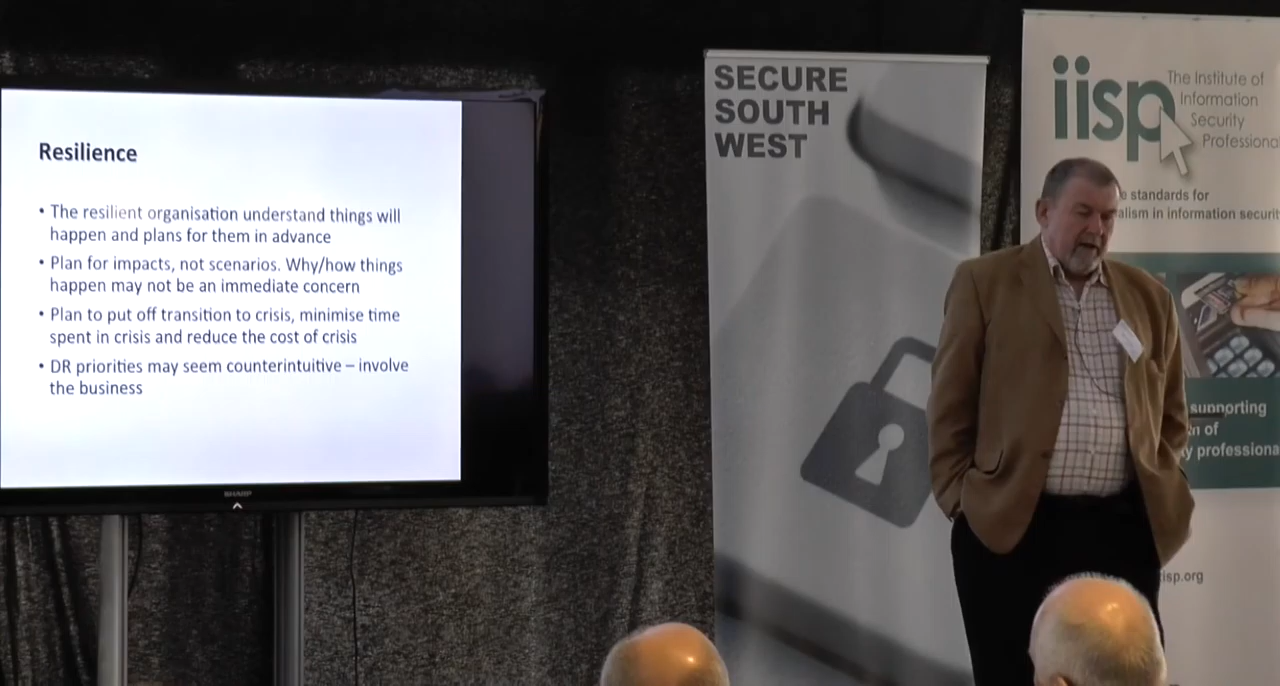 Resilience
• The resilient organisation understand things will
happen and plans for them in advance
• Plan for impacts, not scenarios. Why/how things
happen may not be an immediate concern
• Plan to put off transition to crisis, minimise time
spent in crisis and reduce the cost of crisis
• DR priorities may seem counterintuitive – involve
the business
SHARP
SECURE
SOUTH
WEST
iisp
The Institute of
Information
Security
Professiona
e standards for
alism in information securit
supporting
n of
y professiona
isp.org